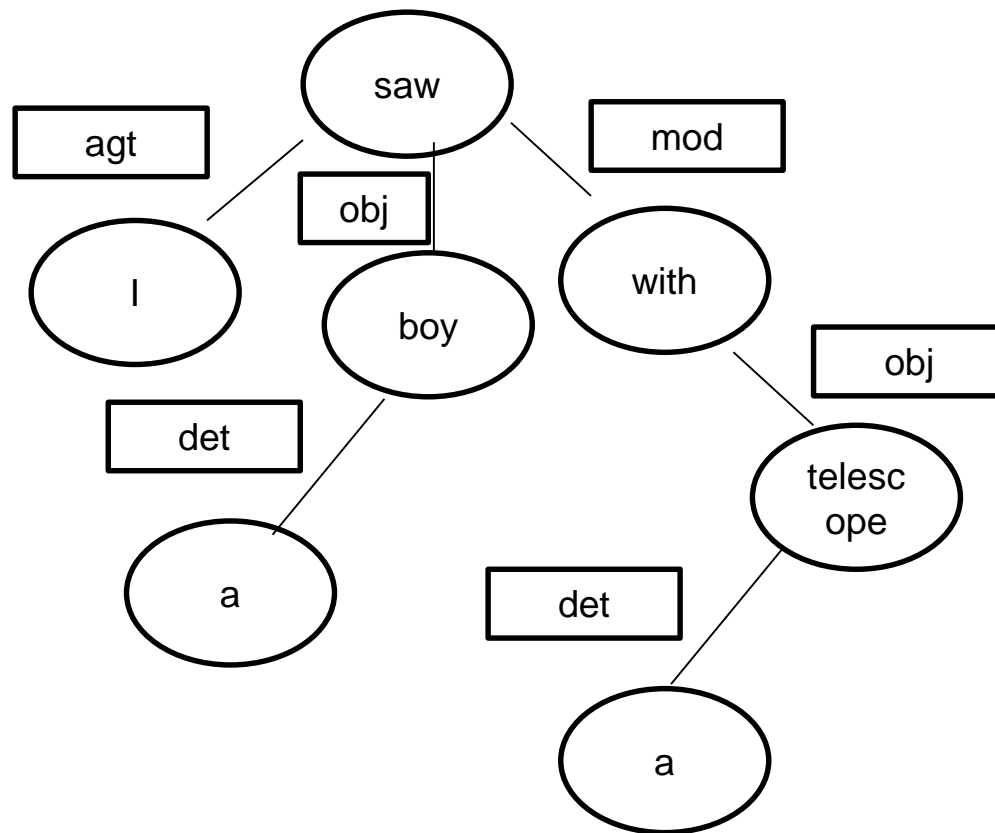 saw
agt
mod
obj
I
with
boy
obj
det
telesc
ope
a
det
a